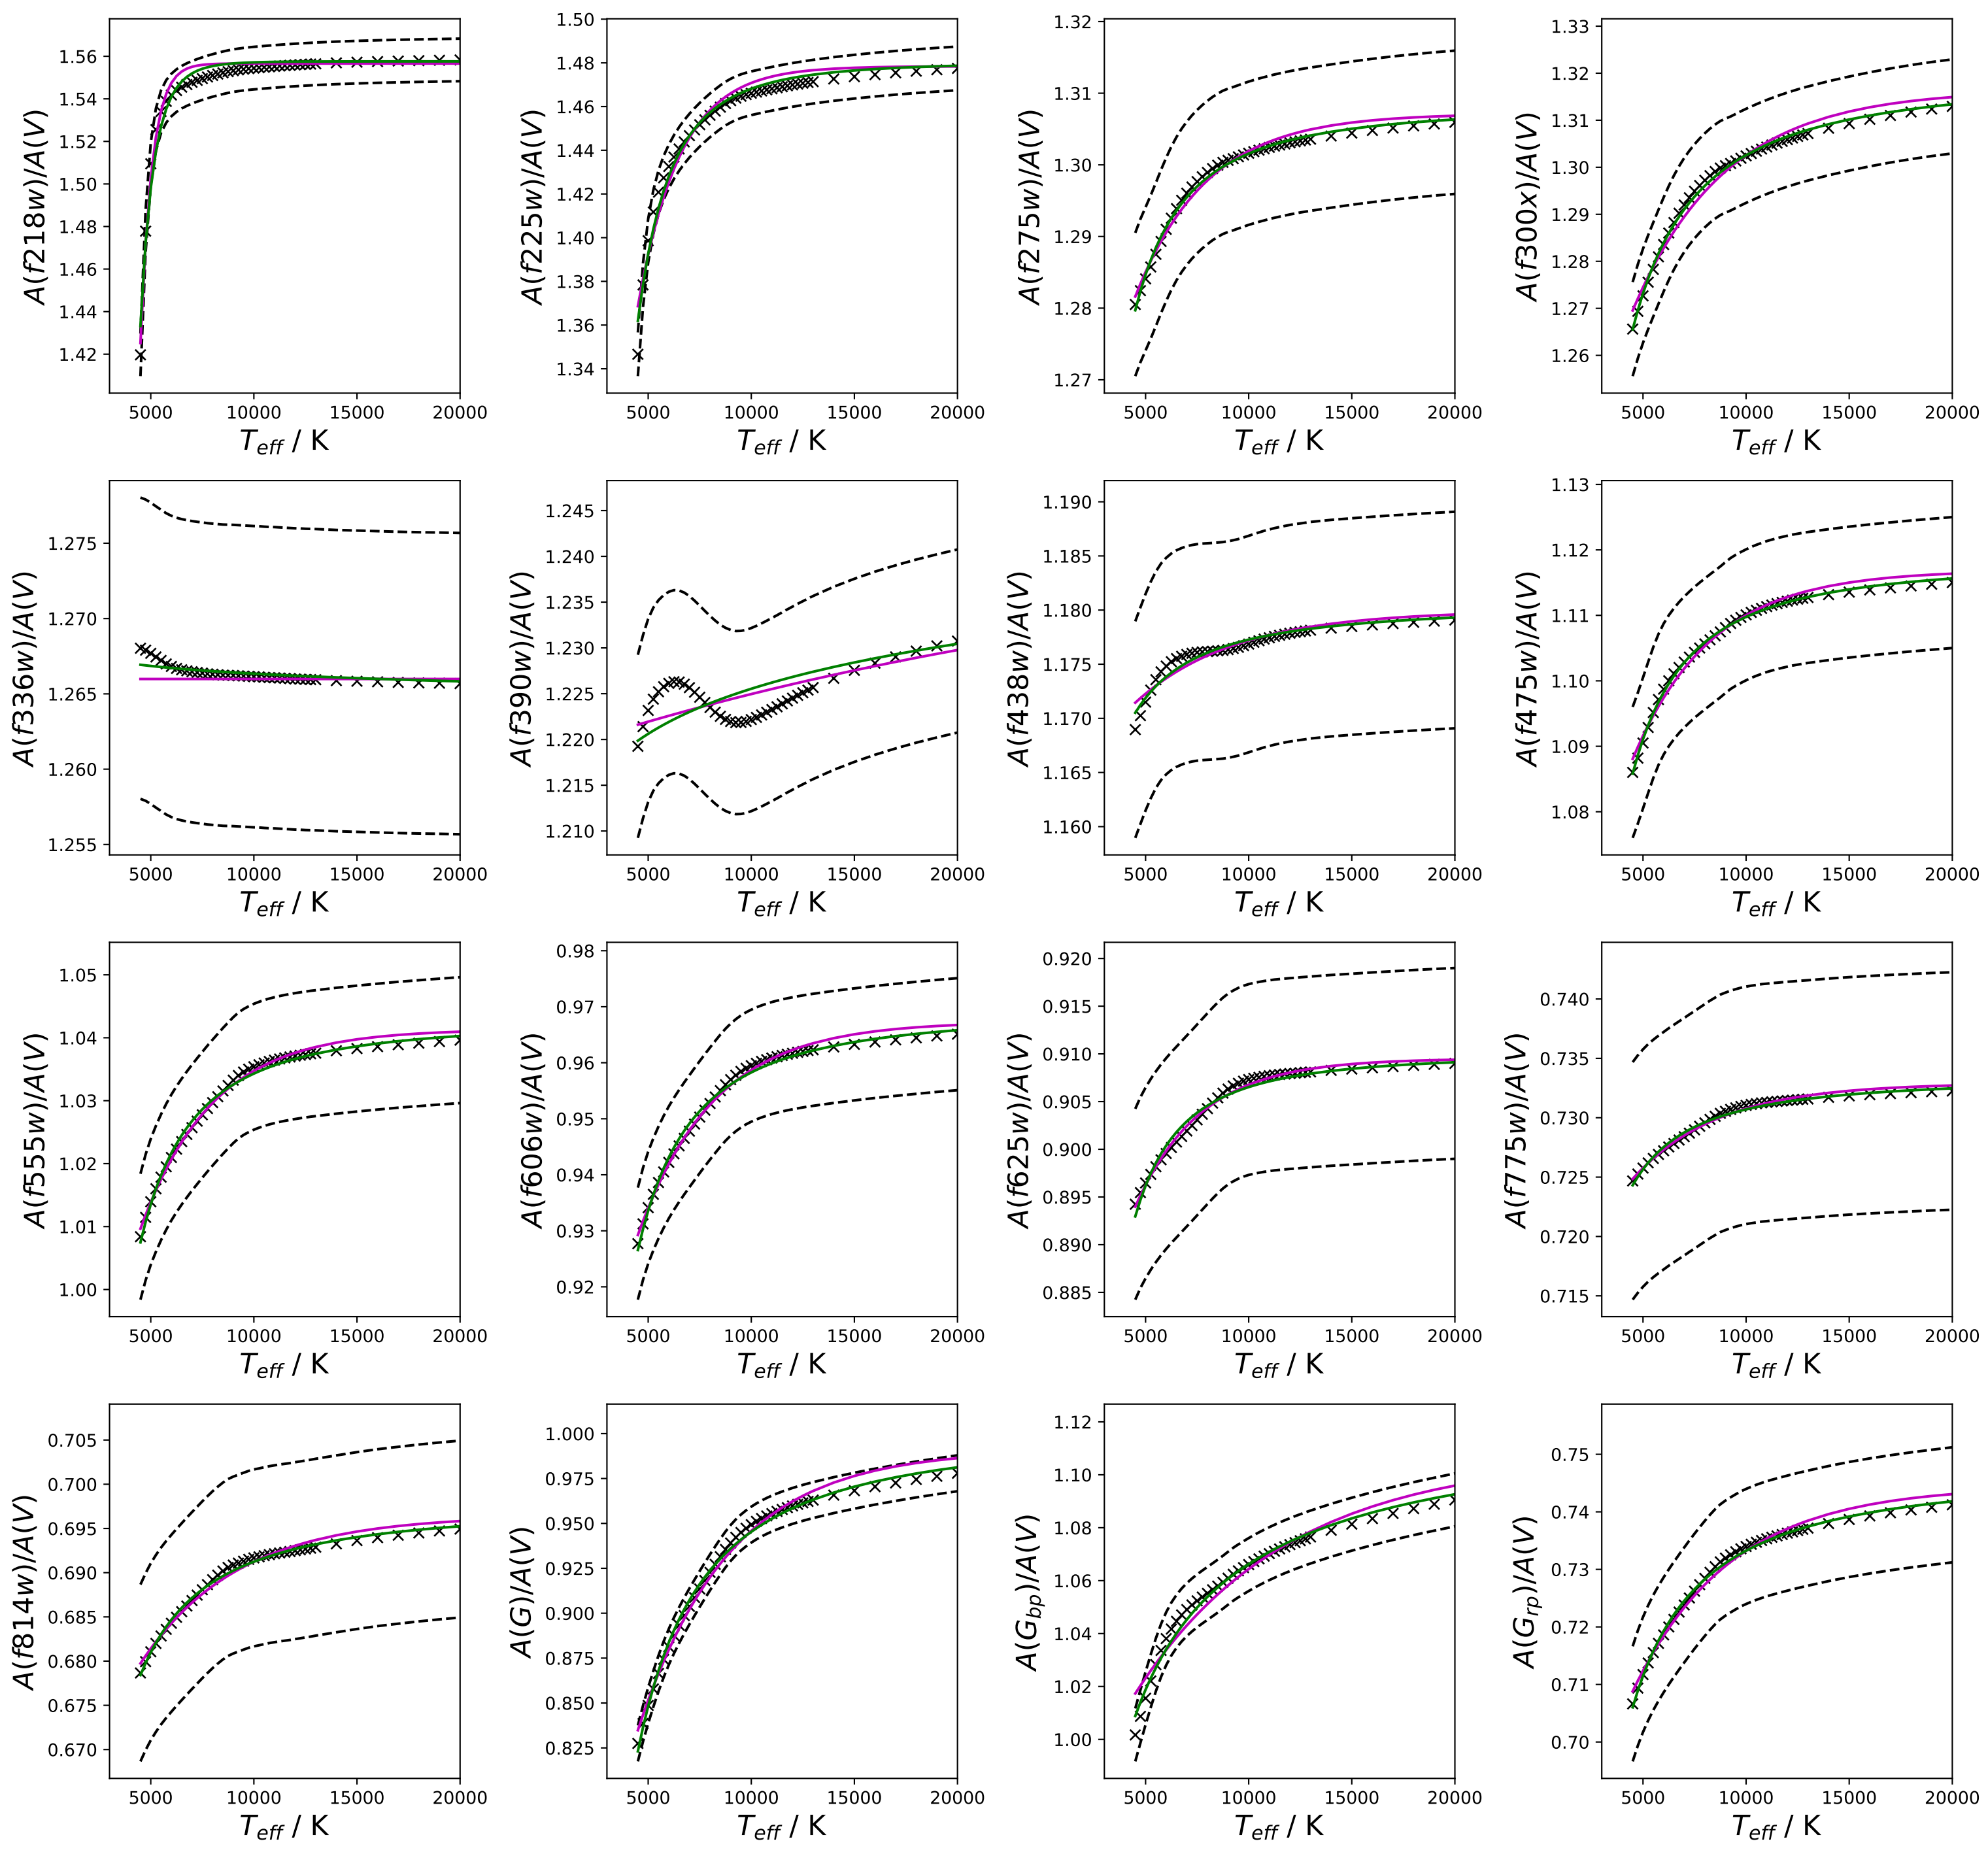 1.56
1.54
1.52
1.50
1.48
1.46
1.44
1.42
A(f218w)/A(V)
5000 10000 15000 20000
T_eff / K
1.50
1.48
1.46
1.44
1.42
1.40
1.38
1.36
1.34
A(f225w)/A(V)
5000 10000 15000 20000
T_eff / K
1.32
1.31
1.30
1.29
1.28
1.27
A(f275w)/A(V)
5000 10000 15000 20000
T_eff / K
1.33
1.32
1.31
1.30
1.29
1.28
1.27
1.26
A(f300x)/A(V)
5000 10000 15000 20000
T_eff / K
1.275
1.270
1.265
1.260
1.255
A(f336w)/A(V)
5000 10000 15000 20000
T_eff / K
1.245
1.240
1.235
1.230
1.225
1.220
1.215
1.210
A(f390w)/A(V)
5000 10000 15000 20000
T_eff / K
1.190
1.185
1.180
1.175
1.170
1.165
1.160
A(f438w)/A(V)
5000 10000 15000 20000
T_eff / K
1.13
1.12
1.11
1.10
1.09
1.08
A(f475w)/A(V)
5000 10000 15000 20000
T_eff / K
1.05
1.04
1.03
1.02
1.01
1.00
A(f555w)/A(V)
5000 10000 15000 20000
T_eff / K
0.98
0.97
0.96
0.95
0.94
0.93
0.92
A(f606w)/A(V)
5000 10000 15000 20000
T_eff / K
0.920
0.915
0.910
0.905
0.900
0.895
0.890
0.885
A(f625w)/A(V)
5000 10000 15000 20000
T_eff / K
0.740
0.735
0.730
0.725
0.720
0.715
A(f775w)/A(V)
5000 10000 15000 20000
T_eff / K
0.705
0.700
0.695
0.690
0.685
0.680
0.675
0.670
A(f814w)/A(V)
5000 10000 15000 20000
T_eff / K
1.000
0.975
0.950
0.925
0.900
0.875
0.850
0.825
A(G)/A(V)
5000 10000 15000 20000
T_eff / K
1.12
1.10
1.08
1.06
1.04
1.02
1.00
A(G_bp)/A(V)
5000 10000 15000 20000
T_eff / K
0.75
0.74
0.73
0.72
0.71
0.70
A(G_rp)/A(V)
5000 10000 15000 20000
T_eff / K